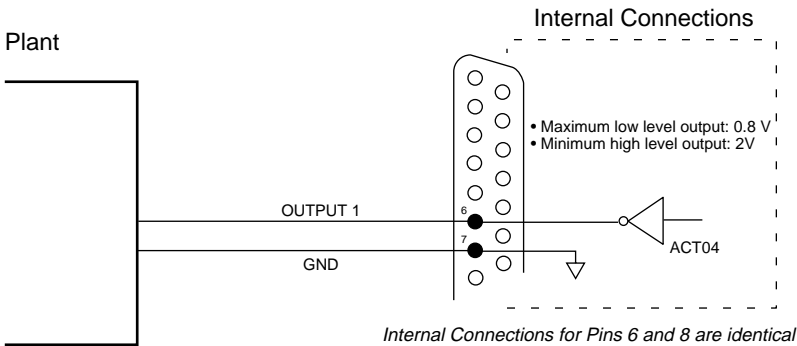 Internal Connections
Plant
• Maximum low level output: 0.8 V
• Minimum high level output: 2V
OUTPUT 1
6
7
ACT04
GND
Internal Connections for Pins 6 and 8 are identical